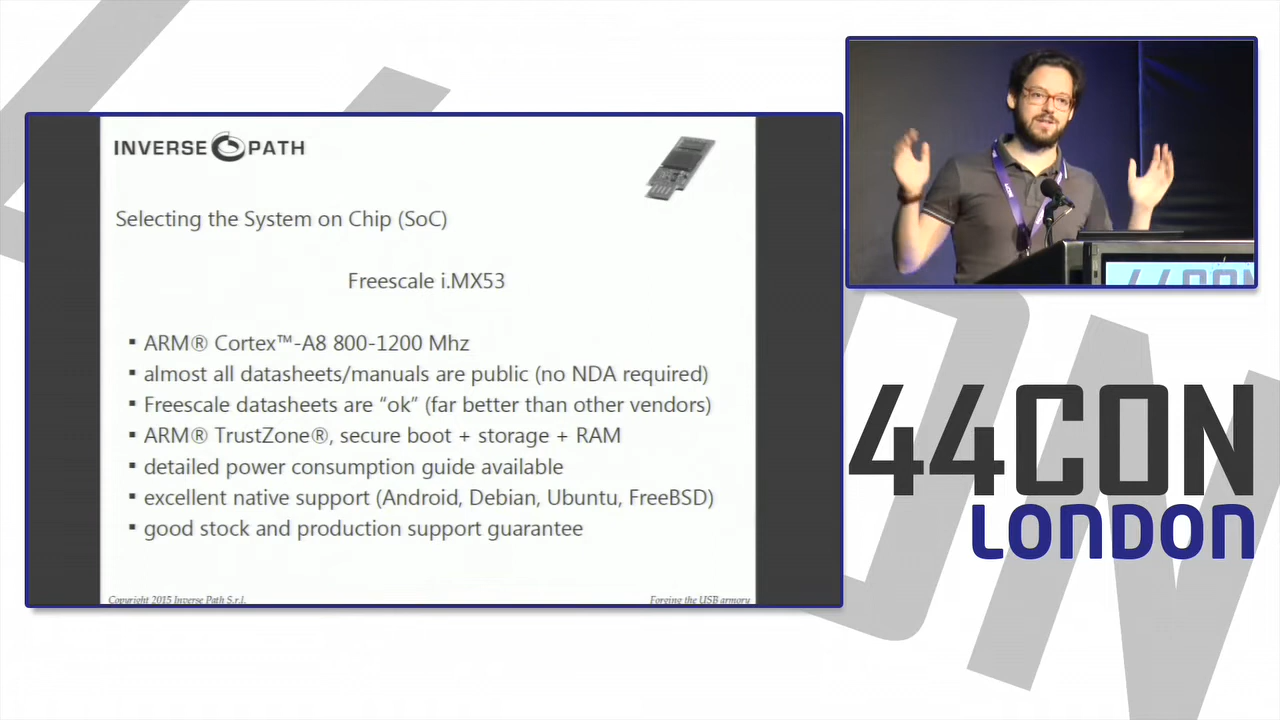 INVERSE PATH
Selecting the System on Chip (SoC)
Freescale i.MX53
▪ ARM® Cortex™-A8 800-1200 Mhz
▪ almost all datasheets/manuals are public (no NDA required)
▪ Freescale datasheets are “ok” (far better than other vendors)
▪ ARM® TrustZone®, secure boot + storage + RAM
▪ detailed power consumption guide available
▪ excellent native support (Android, Debian, Ubuntu, FreeBSD)
▪ good stock and production support guarantee
Copyright 2015 Inverse Path S.r.l.
Forging the USB armory
44CON
44CON
LONDON